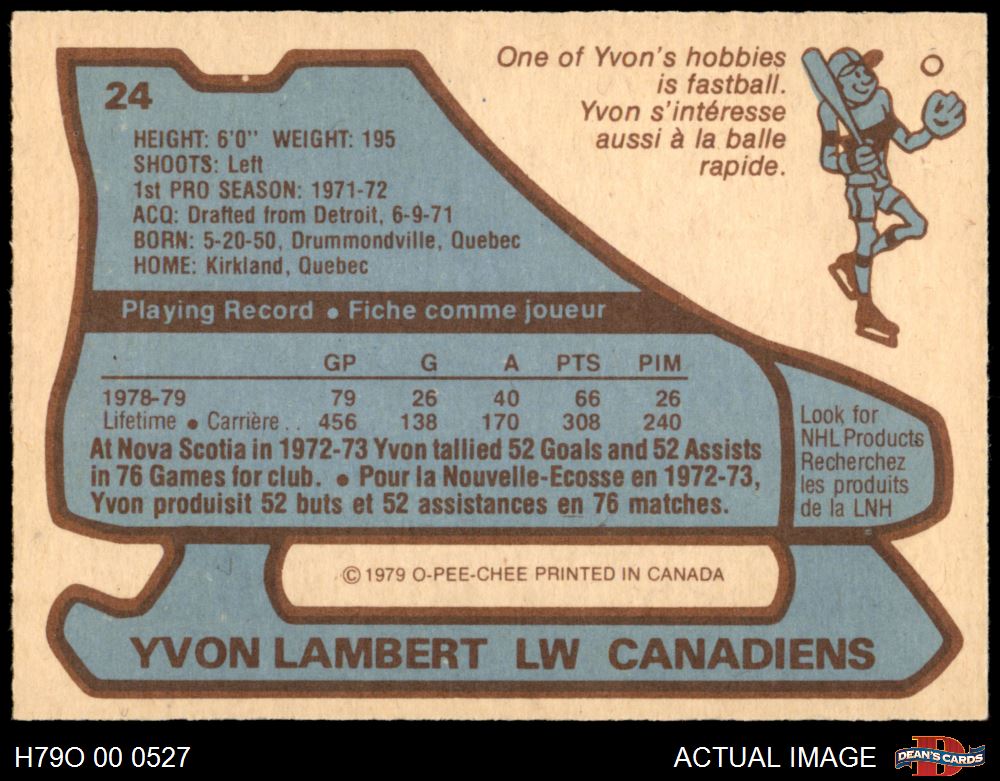 24
One of Yvon's hobbies
is fastball.
Yvon s'intéresse
aussi à la balle
rapide.
HEIGHT: 6'0" WEIGHT: 195
SHOOTS: Left
1st PRO SEASON: 1971-72
ACQ: Drafted from Detroit, 6-9-71
BORN: 5-20-50, Drummondville, Quebec
HOME: Kirkland, Quebec
Playing Record • Fiche comme joueur
GP G A PTS PIM
1978-79 79 26 40 66 26
Lifetime • Carrière . . 456 138 170 308 240
At Nova Scotia in 1972-73 Yvon tallied 52 Goals and 52 Assists
in 76 Games for club. • Pour la Nouvelle-Ecosse en 1972-73,
Yvon produisit 52 buts et 52 assistances en 76 matches.
Look for
NHL Products
Recherchez
les produits
de la LNH
© 1979 O-PEE-CHEE PRINTED IN CANADA
YVON LAMBERT LW CANADIENS
H79O 00 0527
ACTUAL IMAGE
D
DEAN'S CARDS